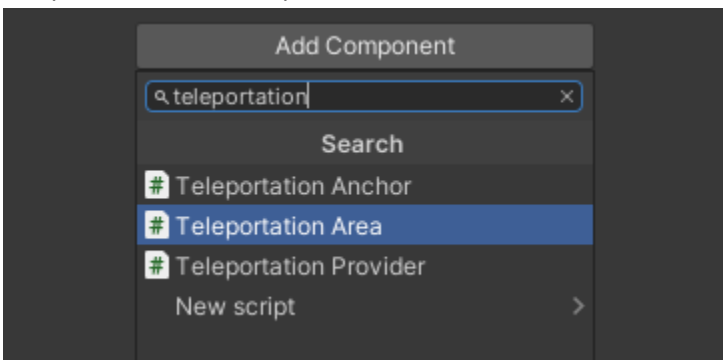 Add Component
teleportation
Search
# Teleportation Anchor
# Teleportation Area
# Teleportation Provider
New script